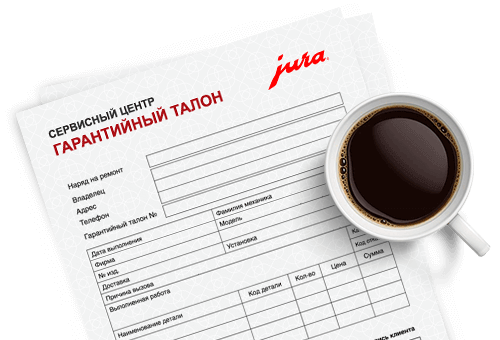 jura
СЕРВИСНЫЙ ЦЕНТР
ГАРАНТИЙНЫЙ ТАЛОН
Наряд на ремонт
Владелец
Адрес
Телефон
Гарантийный талон №
Дата выполнения
Фамилия механика
Фирма
Модель
№ изд.
Доставка
Установка
Причина вызова
Выполненная работа
Код детали
Кол-во
Цена
Сумма
Наименование детали
клиента